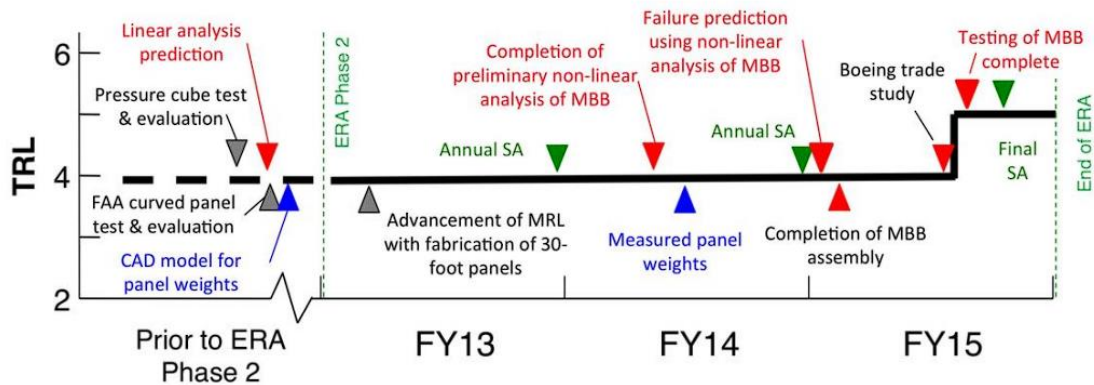 TRL
6
4
2
Linear analysis
prediction
Pressure cube test
& evaluation
FAA curved panel
test & evaluation
CAD model for
panel weights
ERA Phase 2
Annual SA
Advancement of MRL
with fabrication of 30-
foot panels
Completion of
preliminary non-linear
analysis of MBB
Measured panel
weights
Failure prediction
using non-linear
analysis of MBB
Annual SA
Completion of MBB
assembly
Boeing trade
study
Testing of MBB
complete
Final
SA
End of ERA
Prior to ERA
Phase 2
FY13
FY14
FY15